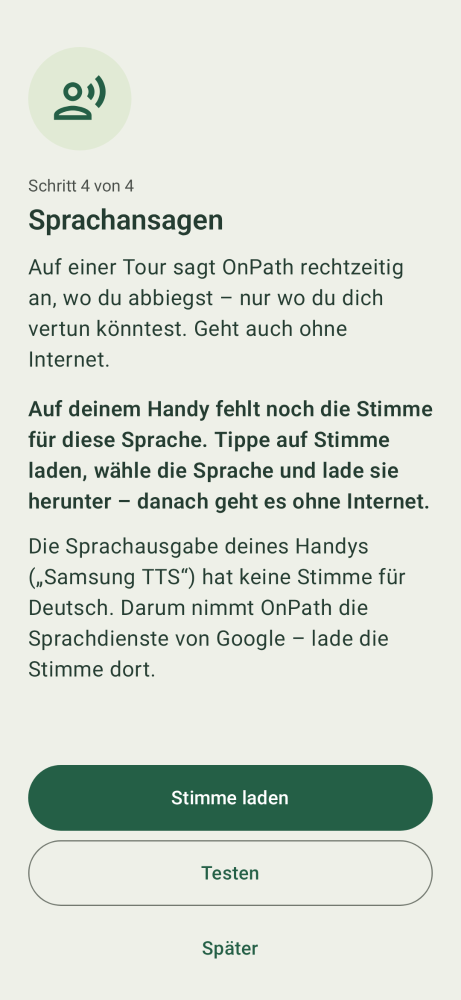 Schritt 4 von 4
Sprachansagen
Auf einer Tour sagt OnPath rechtzeitig
an, wo du abbiegst – nur wo du dich
vertun könntest. Geht auch ohne
Internet.
Auf deinem Handy fehlt noch die Stimme
für diese Sprache. Tippe auf Stimme
laden, wähle die Sprache und lade sie
herunter – danach geht es ohne Internet.
Die Sprachausgabe deines Handys
(„Samsung TTS“) hat keine Stimme für
Deutsch. Darum nimmt OnPath die
Sprachdienste von Google – lade die
Stimme dort.
Stimme laden
Testen
Später